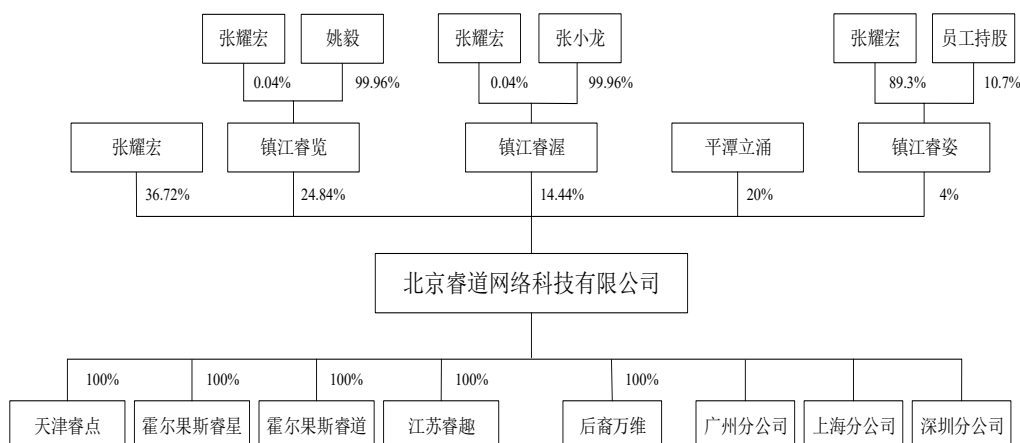 张耀宏 姚毅 张耀宏 张小龙 张耀宏 员工持股
0.04% 99.96% 0.04% 99.96% 89.3% 10.7%
张耀宏 镇江睿览 镇江睿渥 平潭立涌 镇江睿姿
36.72% 24.84% 14.44% 20% 4%
北京睿道网络科技有限公司
100% 100% 100% 100% 100%
天津睿点 霍尔果斯睿星 霍尔果斯睿道 江苏睿趣 后裔万维 广州分公司 上海分公司 深圳分公司